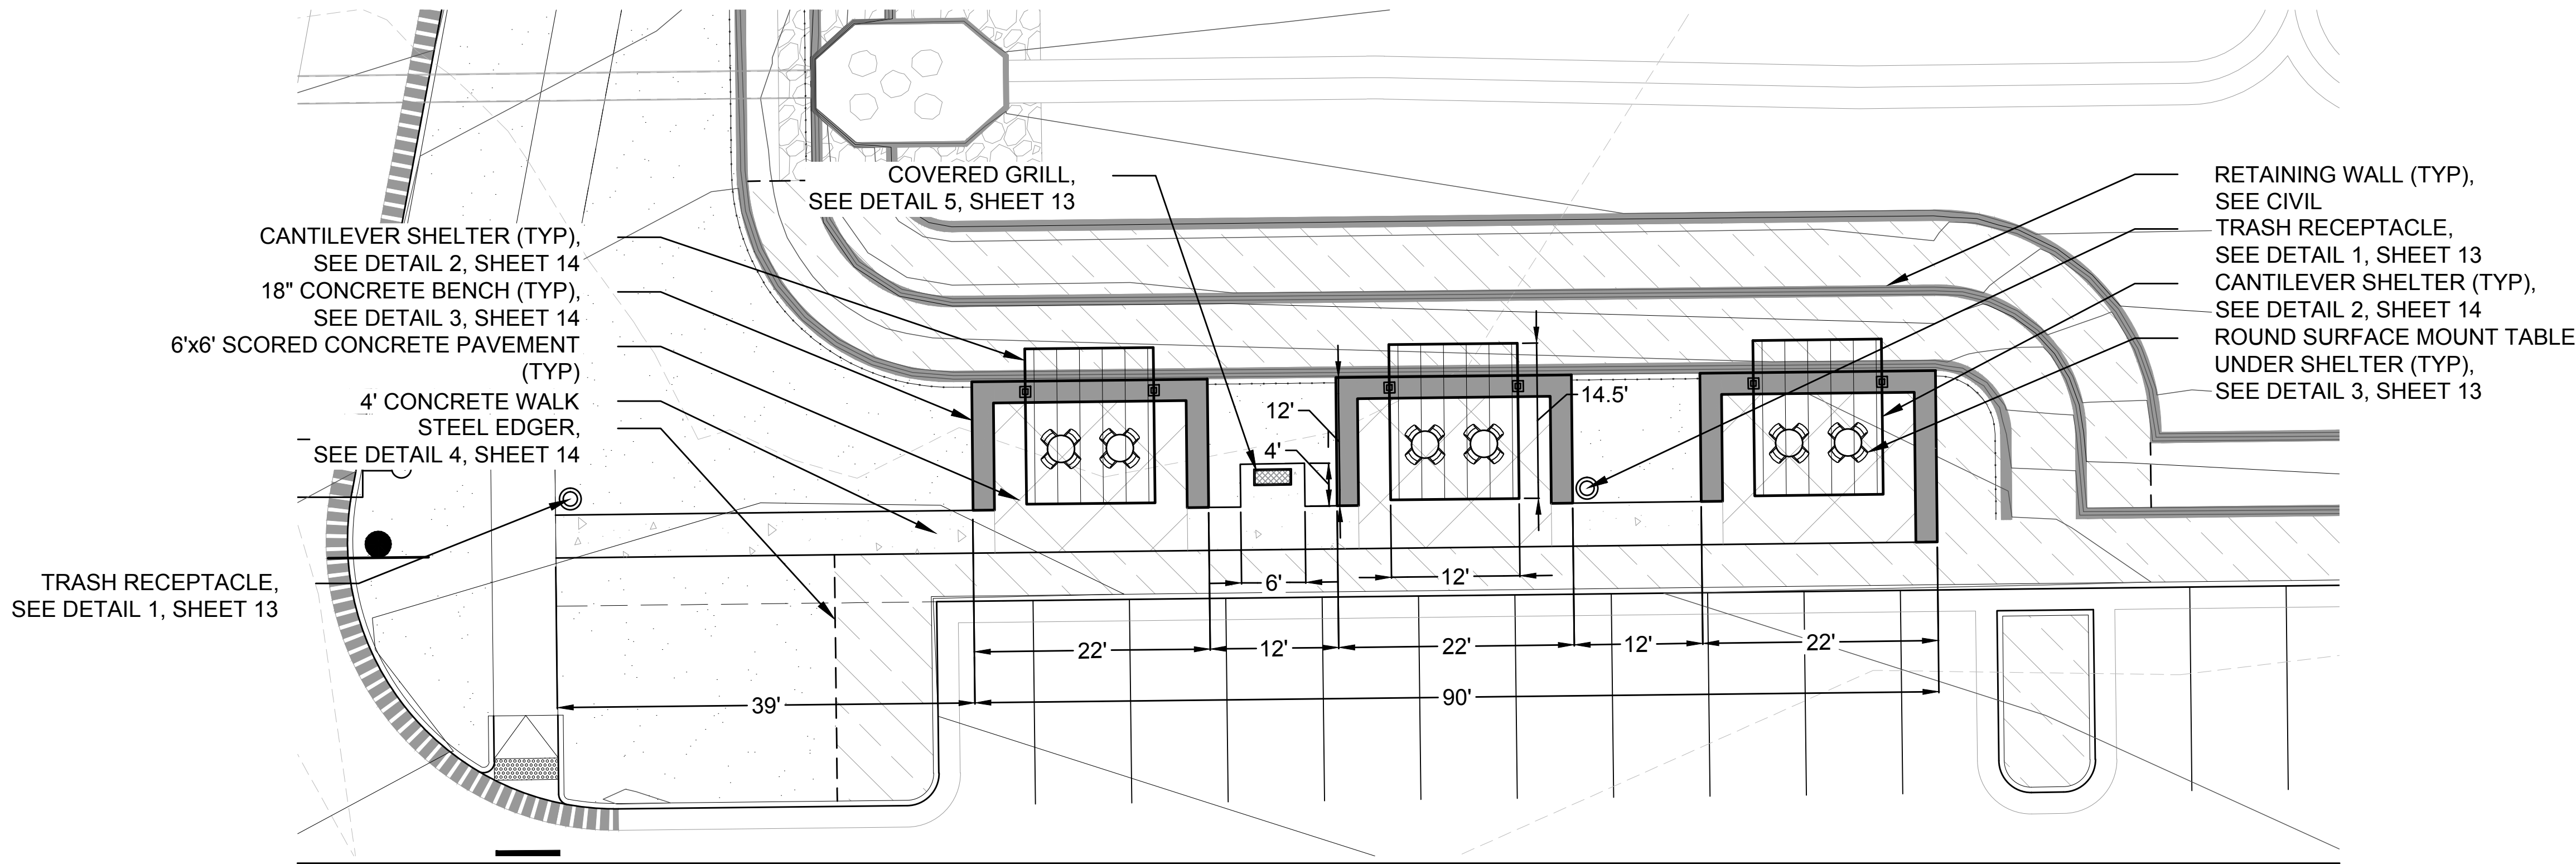 COVERED GRILL,
SEE DETAIL 5, SHEET 13
CANTILEVER SHELTER (TYP),
SEE DETAIL 2, SHEET 14
18" CONCRETE BENCH (TYP),
SEE DETAIL 3, SHEET 14
6'x6' SCORED CONCRETE PAVEMENT
(TYP)
4' CONCRETE WALK
STEEL EDGER,
SEE DETAIL 4, SHEET 14
TRASH RECEPTACLE,
SEE DETAIL 1, SHEET 13
RETAINING WALL (TYP),
SEE CIVIL
TRASH RECEPTACLE,
SEE DETAIL 1, SHEET 13
CANTILEVER SHELTER (TYP),
SEE DETAIL 2, SHEET 14
ROUND SURFACE MOUNT TABLE
UNDER SHELTER (TYP),
SEE DETAIL 3, SHEET 13
14.5'
12'
4'
6'
12'
22'
12'
22'
12'
22'
39'
90'